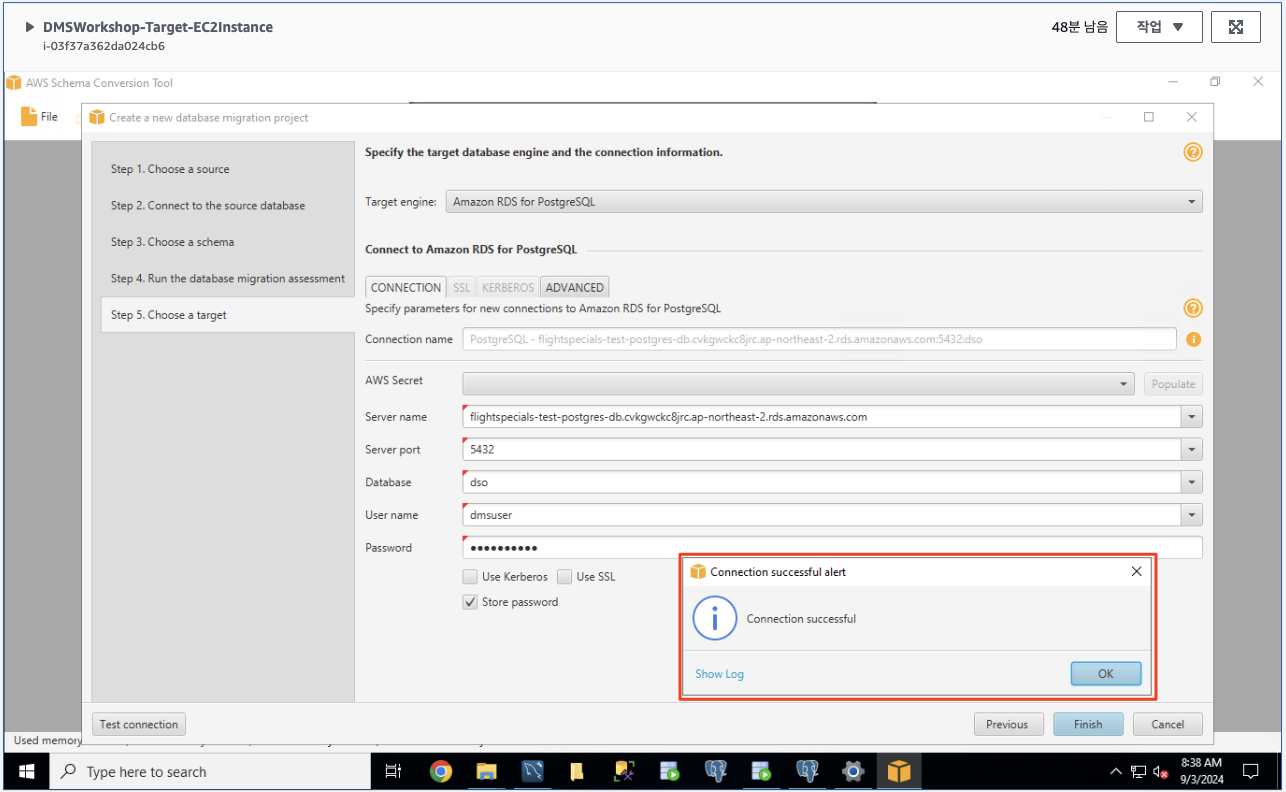 DMSWorkshop-Target-EC2Instance
i-03f37a362da024cb6
48분 남음
작업
AWS Schema Conversion Tool
File
Create a new database migration project
Step 1. Choose a source
Step 2. Connect to the source database
Step 3. Choose a schema
Step 4. Run the database migration assessment
Step 5. Choose a target
Specify the target database engine and the connection information.
Target engine: Amazon RDS for PostgreSQL
Connect to Amazon RDS for PostgreSQL
CONNECTION SSL KERBEROS ADVANCED
Specify parameters for new connections to Amazon RDS for PostgreSQL
Connection name PostgreSQL - flightspecials-test-postgres-db.cvkgwckc8jrc.ap-northeast-2.rds.amazonaws.com:5432:dso
AWS Secret Populate
Server name flightspecials-test-postgres-db.cvkgwckc8jrc.ap-northeast-2.rds.amazonaws.com
Server port 5432
Database dso
User name dmsuser
Password ••••••••••
Use Kerberos Use SSL
Store password
Connection successful alert
Connection successful
Show Log OK
Test connection Previous Finish Cancel
Used memory
Type here to search
8:38 AM
9/3/2024